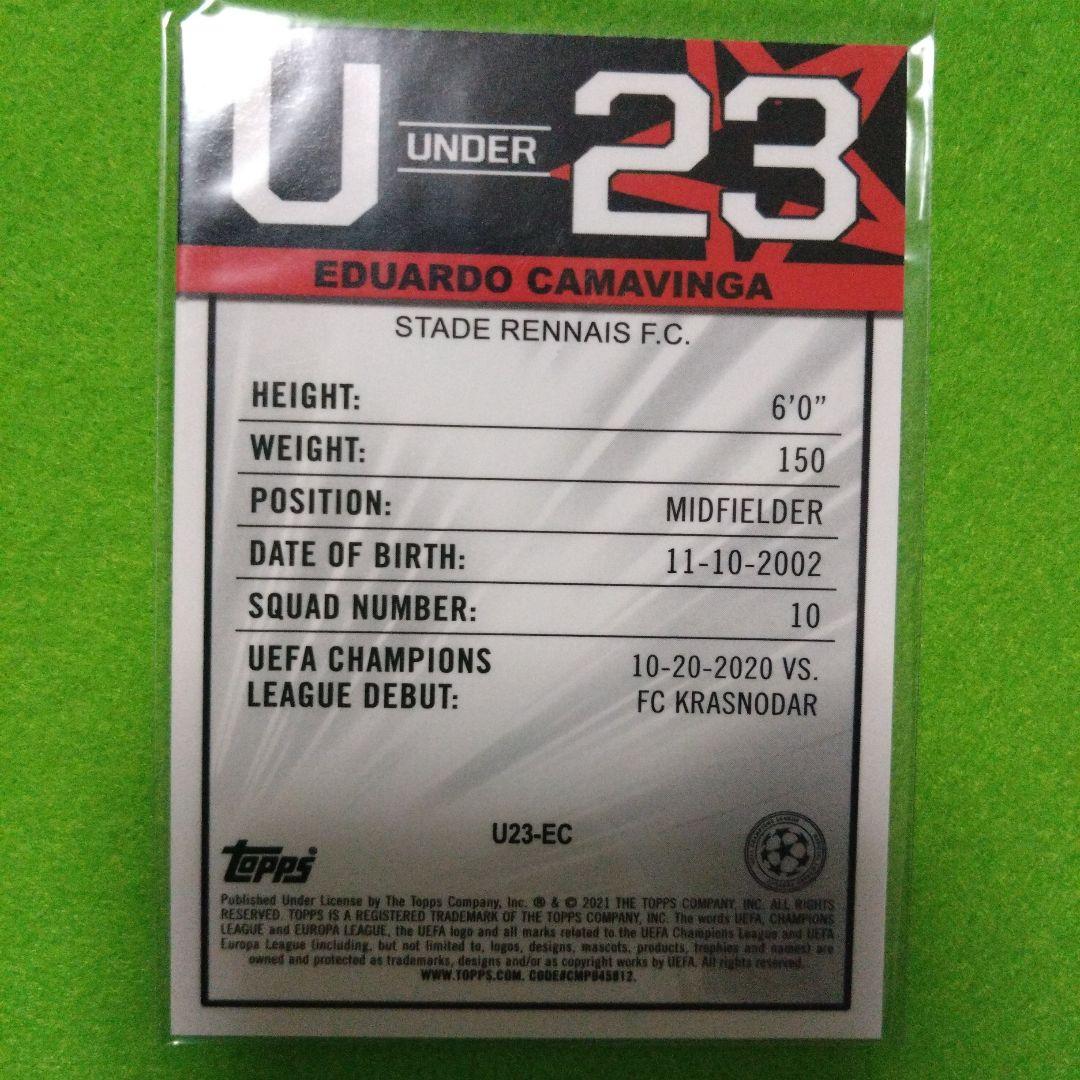 U UNDER 23
EDUARDO CAMAVINGA
STADE RENNAIS F.C.
HEIGHT: 6'0"
WEIGHT: 150
POSITION: MIDFIELDER
DATE OF BIRTH: 11-10-2002
SQUAD NUMBER: 10
UEFA CHAMPIONS LEAGUE DEBUT: 10-20-2020 VS. FC KRASNODAR
U23-EC
Topps
Published Under License by The Topps Company, Inc. ® & © 2021 THE TOPPS COMPANY, INC. ALL RIGHTS
RESERVED. TOPPS IS A REGISTERED TRADEMARK OF THE TOPPS COMPANY, INC. The words UEFA, CHAMPIONS
LEAGUE and EUROPA LEAGUE, the UEFA logo and all marks related to the UEFA Champions League and UEFA
Europa League (including, but not limited to, logos, designs, mascots, products, trophies and names) are
owned and protected as trademarks, designs and/or as copyright works by UEFA. All rights reserved.
WWW.TOPPS.COM. CODE#CMP045812.